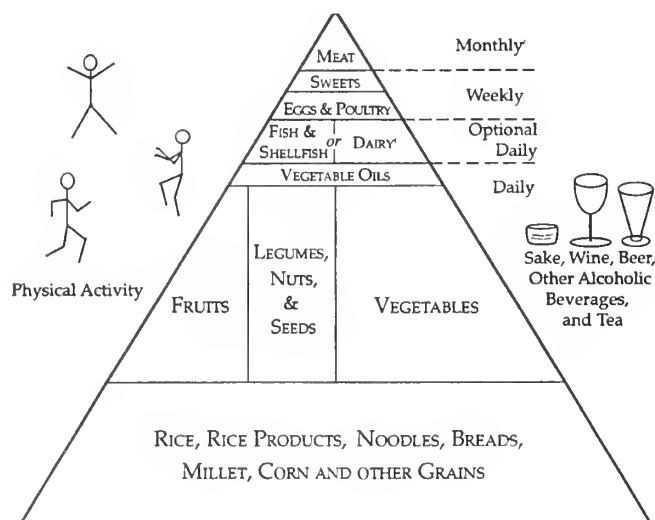 MEAT
Monthly
SWEETS
EGGS & POULTRY
Weekly
FISH &
SHELLFISH
or
DAIRY
Optional
Daily
VEGETABLE OILS
Daily
FRUITS
LEGUMES,
NUTS,
&
SEEDS
VEGETABLES
Physical Activity
Sake, Wine, Beer,
Other Alcoholic
Beverages,
and Tea
RICE, RICE PRODUCTS, NOODLES, BREADS,
MILLET, CORN AND OTHER GRAINS